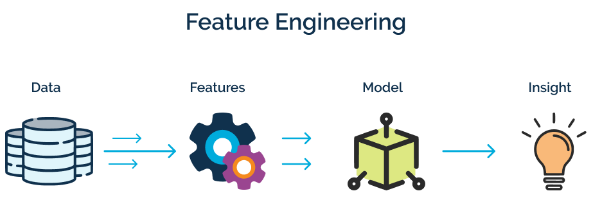 Feature Engineering
Data
Features
Model
Insight